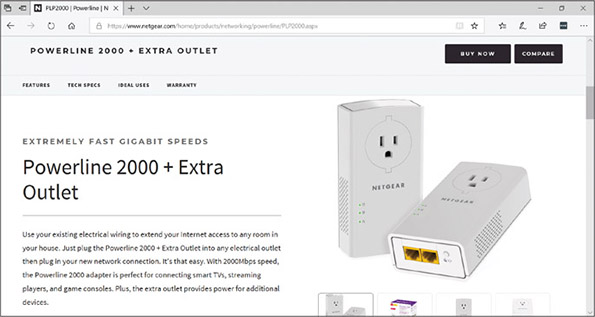 PLP2000 | Powerline | N
https://www.netgear.com/home/products/networking/powerline/PLP2000.aspx
POWERLINE 2000 + EXTRA OUTLET
BUY NOW
COMPARE
FEATURES
TECH SPECS
IDEAL USES
WARRANTY
EXTREMELY FAST GIGABIT SPEEDS
Powerline 2000 + Extra
Outlet
Use your existing electrical wiring to extend your Internet access to any room in
your house. Just plug the Powerline 2000 + Extra Outlet into any electrical outlet
then plug in your new network connection. It's that easy. With 2000Mbps speed,
the Powerline 2000 adapter is perfect for connecting smart TVs, streaming
players, and game consoles. Plus, the extra outlet provides power for additional
devices.
NETGEAR
NETGEAR